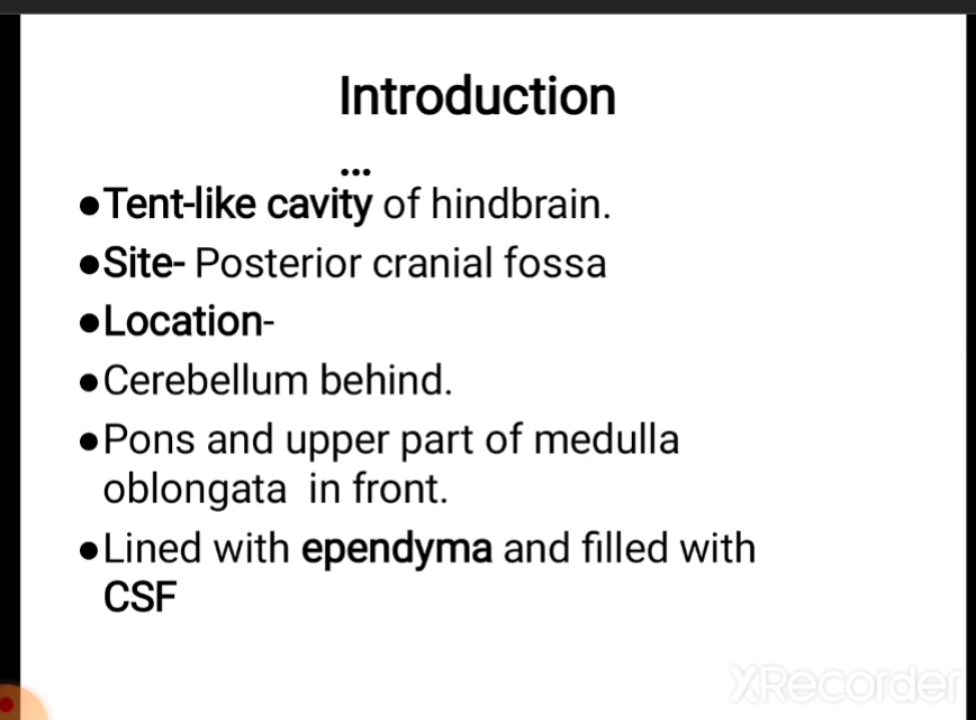 Introduction
...
●Tent-like cavity of hindbrain.
●Site- Posterior cranial fossa
●Location-
●Cerebellum behind.
●Pons and upper part of medulla
oblongata in front.
●Lined with ependyma and filled with
CSF
XRecorder